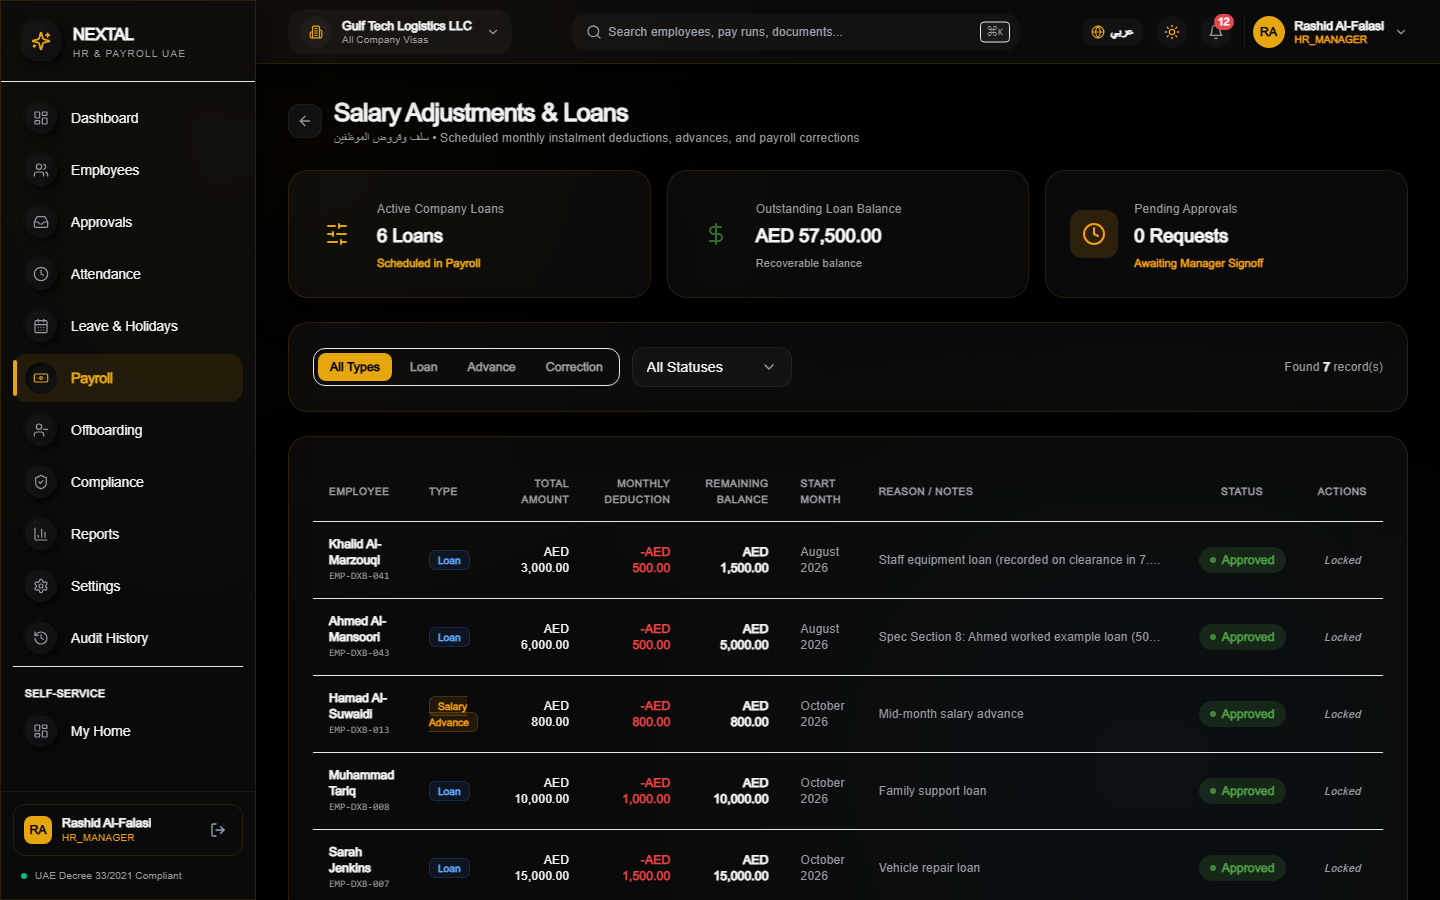 NEXTAL
HR & PAYROLL UAE
Dashboard
Employees
Approvals
Attendance
Leave & Holidays
Payroll
Offboarding
Compliance
Reports
Settings
Audit History
SELF-SERVICE
My Home
RA
Rashid Al-Falasi
HR_MANAGER
UAE Decree 33/2021 Compliant
Gulf Tech Logistics LLC
All Company Visas
Search employees, pay runs, documents...
⌘K
عربي
12
RA
Rashid Al-Falasi
HR_MANAGER
Salary Adjustments & Loans
سلف وقروض الموظفين • Scheduled monthly instalment deductions, advances, and payroll corrections
Active Company Loans
6 Loans
Scheduled in Payroll
Outstanding Loan Balance
AED 57,500.00
Recoverable balance
Pending Approvals
0 Requests
Awaiting Manager Signoff
All Types Loan Advance Correction
All Statuses
Found 7 record(s)
EMPLOYEE TYPE TOTAL AMOUNT MONTHLY DEDUCTION REMAINING BALANCE START MONTH REASON / NOTES STATUS ACTIONS
Khalid Al-Marzouqi
EMP-DXB-041
Loan
AED 3,000.00
-AED 500.00
AED 1,500.00
August 2026
Staff equipment loan (recorded on clearance in 7....
Approved
Locked
Ahmed Al-Mansoori
EMP-DXB-043
Loan
AED 6,000.00
-AED 500.00
AED 5,000.00
August 2026
Spec Section 8: Ahmed worked example loan (50...
Approved
Locked
Hamad Al-Suwaidi
EMP-DXB-013
Salary Advance
AED 800.00
-AED 800.00
AED 800.00
October 2026
Mid-month salary advance
Approved
Locked
Muhammad Tariq
EMP-DXB-008
Loan
AED 10,000.00
-AED 1,000.00
AED 10,000.00
October 2026
Family support loan
Approved
Locked
Sarah Jenkins
EMP-DXB-007
Loan
AED 15,000.00
-AED 1,500.00
AED 15,000.00
October 2026
Vehicle repair loan
Approved
Locked